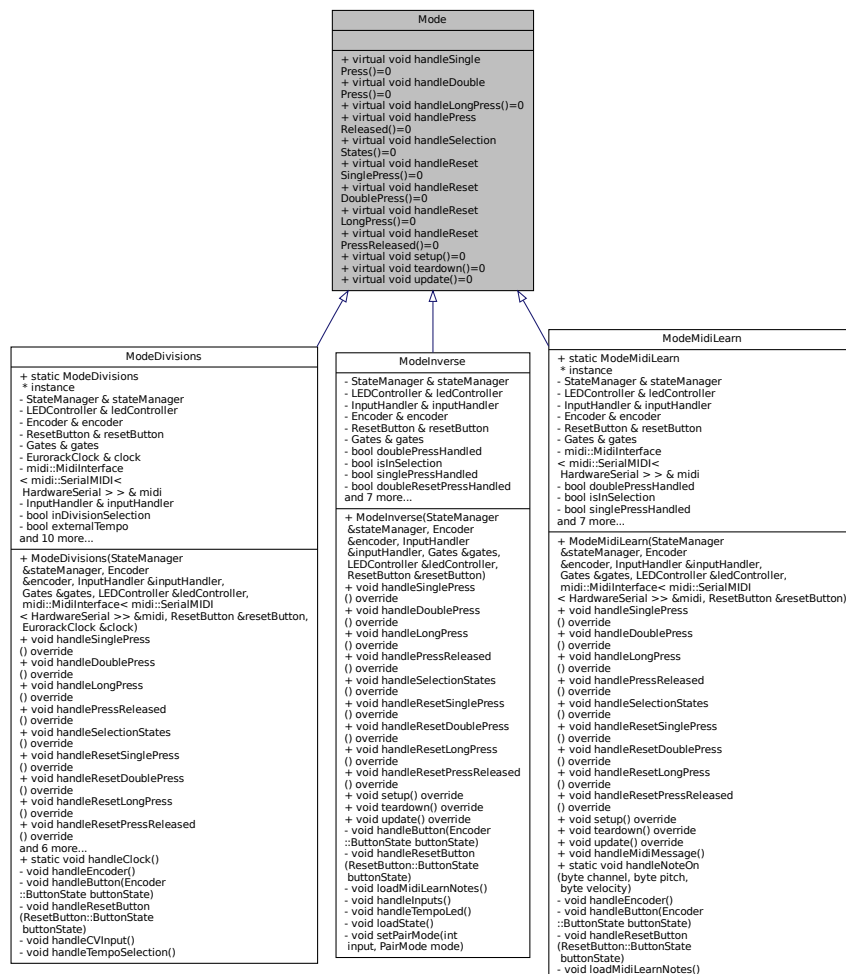 Mode
+ virtual void handleSingle
Press()=0
+ virtual void handleDouble
Press()=0
+ virtual void handleLongPress()=0
+ virtual void handlePress
Released()=0
+ virtual void handleSelection
States()=0
+ virtual void handleReset
SinglePress()=0
+ virtual void handleReset
DoublePress()=0
+ virtual void handleReset
LongPress()=0
+ virtual void handleReset
PressReleased()=0
+ virtual void setup()=0
+ virtual void teardown()=0
+ virtual void update()=0
ModeDivisions
+ static ModeDivisions
* instance
- StateManager & stateManager
- LEDController & ledController
- Encoder & encoder
- ResetButton & resetButton
- Gates & gates
- EurorackClock & clock
- midi::MidiInterface
< midi::SerialMIDI<
HardwareSerial > > & midi
- InputHandler & inputHandler
- bool inDivisionSelection
- bool externalTempo
and 10 more...
+ ModeDivisions(StateManager
&stateManager, Encoder
&encoder, InputHandler &inputHandler,
Gates &gates, LEDController &ledController,
midi::MidiInterface< midi::SerialMIDI
< HardwareSerial >> &midi, ResetButton &resetButton,
EurorackClock &clock)
+ void handleSinglePress
() override
+ void handleDoublePress
() override
+ void handleLongPress
() override
+ void handlePressReleased
() override
+ void handleSelectionStates
() override
+ void handleResetSinglePress
() override
+ void handleResetDoublePress
() override
+ void handleResetLongPress
() override
+ void handleResetPressReleased
() override
and 6 more...
+ static void handleClock()
- void handleEncoder()
- void handleButton(Encoder
::ButtonState buttonState)
- void handleResetButton
(ResetButton::ButtonState
buttonState)
- void handleCVInput()
- void handleTempoSelection()
ModeInverse
- StateManager & stateManager
- LEDController & ledController
- InputHandler & inputHandler
- Encoder & encoder
- ResetButton & resetButton
- Gates & gates
- bool doublePressHandled
- bool isInSelection
- bool singlePressHandled
- bool doubleResetPressHandled
and 7 more...
+ ModeInverse(StateManager
&stateManager, Encoder
&encoder, InputHandler
&inputHandler, Gates &gates,
LEDController &ledController,
ResetButton &resetButton)
+ void handleSinglePress
() override
+ void handleDoublePress
() override
+ void handleLongPress
() override
+ void handlePressReleased
() override
+ void handleSelectionStates
() override
+ void handleResetSinglePress
() override
+ void handleResetDoublePress
() override
+ void handleResetLongPress
() override
+ void handleResetPressReleased
() override
+ void setup() override
+ void teardown() override
+ void update() override
- void handleButton(Encoder
::ButtonState buttonState)
- void handleResetButton
(ResetButton::ButtonState
buttonState)
- void loadMidiLearnNotes()
- void handleInputs()
- void handleTempoLed()
- void loadState()
- void setPairMode(int
input, PairMode mode)
ModeMidiLearn
+ static ModeMidiLearn
* instance
- StateManager & stateManager
- LEDController & ledController
- InputHandler & inputHandler
- Encoder & encoder
- ResetButton & resetButton
- Gates & gates
- midi::MidiInterface
< midi::SerialMIDI<
HardwareSerial > > & midi
- bool doublePressHandled
- bool isInSelection
- bool singlePressHandled
and 7 more...
+ ModeMidiLearn(StateManager
&stateManager, Encoder
&encoder, InputHandler &inputHandler,
Gates &gates, LEDController &ledController,
midi::MidiInterface< midi::SerialMIDI
< HardwareSerial >> &midi, ResetButton &resetButton)
+ void handleSinglePress
() override
+ void handleDoublePress
() override
+ void handleLongPress
() override
+ void handlePressReleased
() override
+ void handleSelectionStates
() override
+ void handleResetSinglePress
() override
+ void handleResetDoublePress
() override
+ void handleResetLongPress
() override
+ void handleResetPressReleased
() override
+ void setup() override
+ void teardown() override
+ void update() override
+ void handleMidiMessage()
+ static void handleNoteOn
(byte channel, byte pitch,
byte velocity)
- void handleEncoder()
- void handleButton(Encoder
::ButtonState buttonState)
- void handleResetButton
(ResetButton::ButtonState
buttonState)
- void loadMidiLearnNotes()